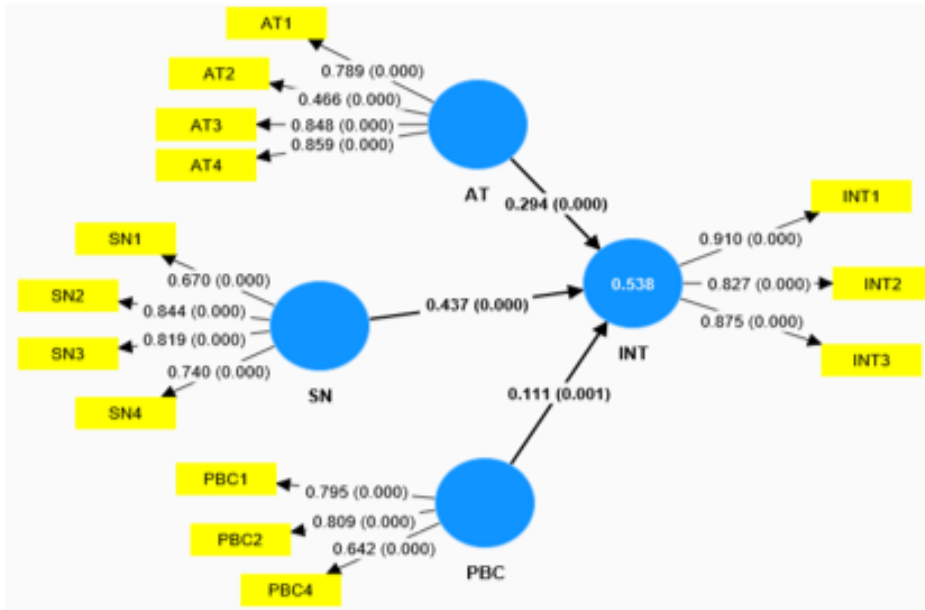 AT1
0.789 (0.000)
AT2
0.466 (0.000)
AT3
0.848 (0.000)
AT4
0.859 (0.000)
AT
0.294 (0.000)
SN1
0.670 (0.000)
SN2
0.844 (0.000)
SN3
0.819 (0.000)
SN4
0.740 (0.000)
SN
0.437 (0.000)
PBC1
0.795 (0.000)
PBC2
0.809 (0.000)
PBC4
0.642 (0.000)
PBC
0.111 (0.001)
0.538
INT
INT1
0.910 (0.000)
INT2
0.827 (0.000)
INT3
0.875 (0.000)